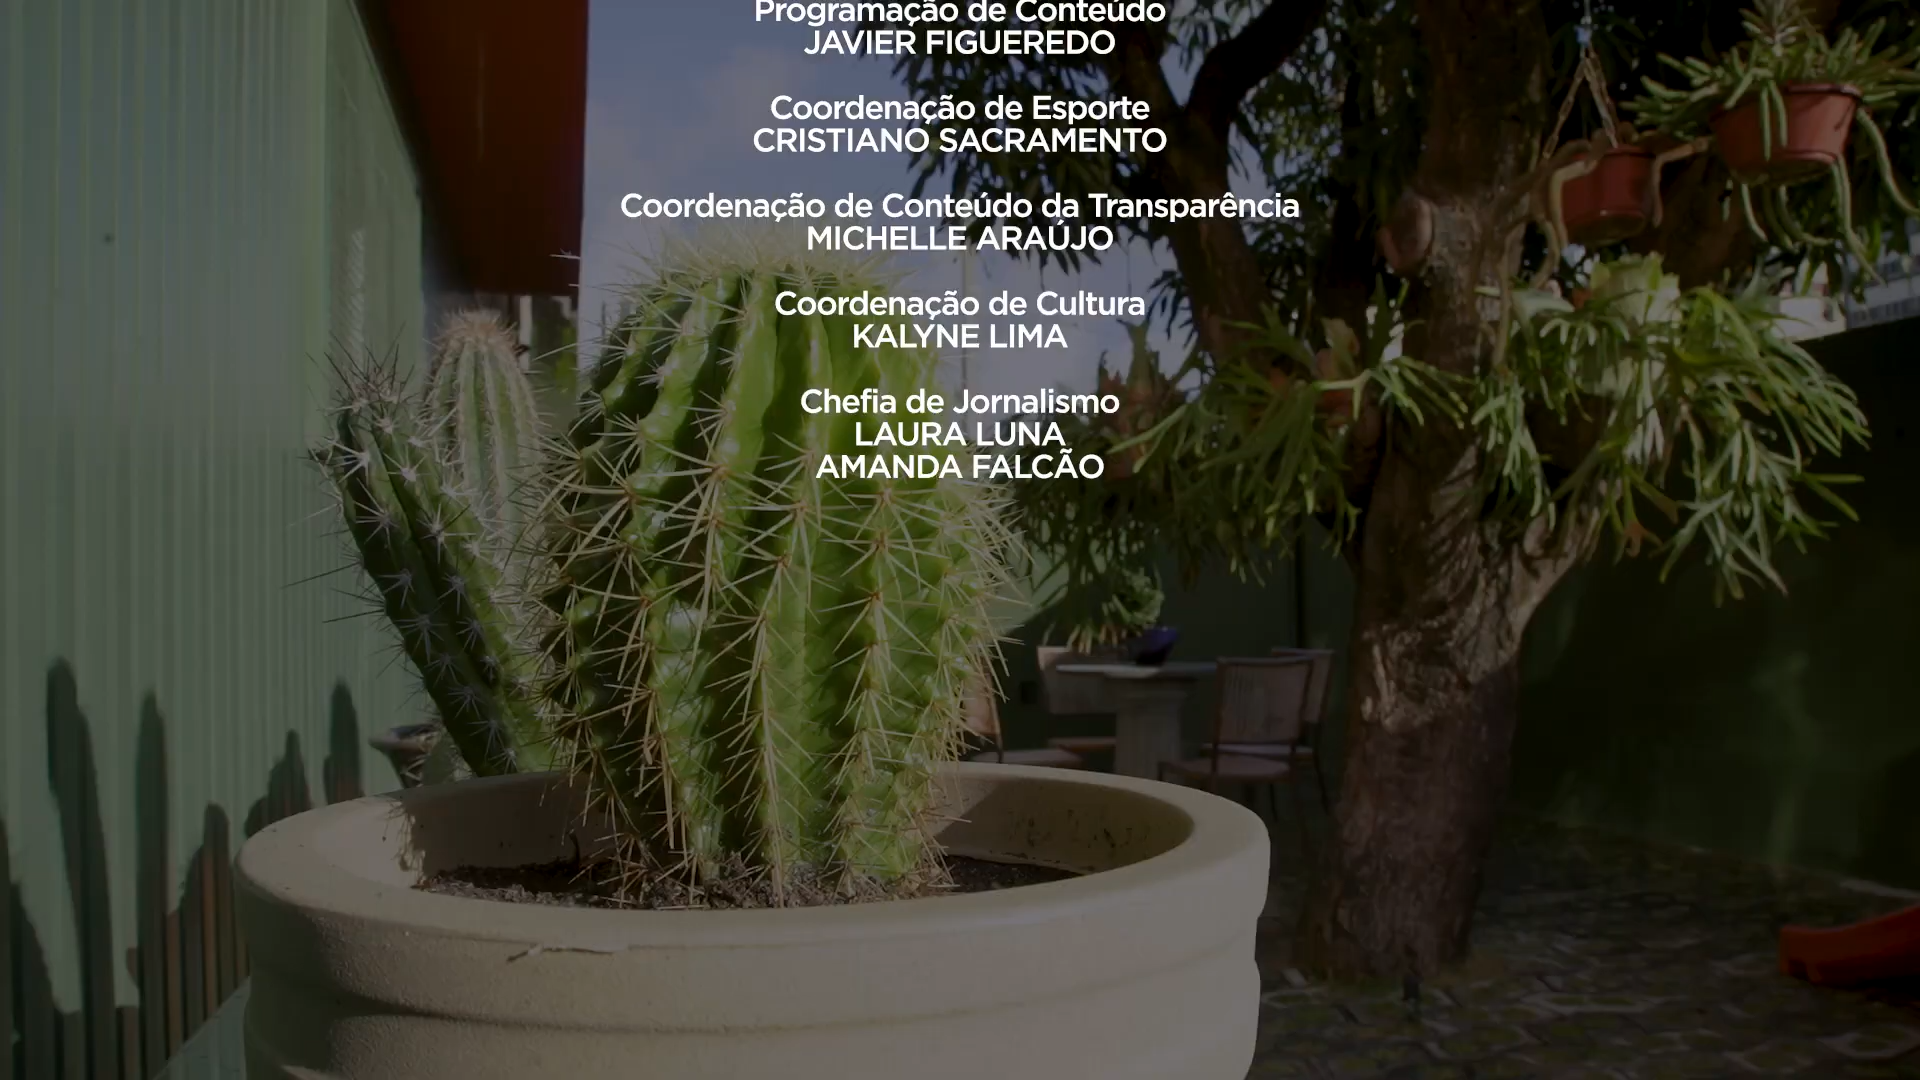 Programação de Conteúdo
JAVIER FIGUEREDO
Coordenação de Esporte
CRISTIANO SACRAMENTO
Coordenação de Conteúdo da Transparência
MICHELLE ARAÚJO
Coordenação de Cultura
KALYNE LIMA
Chefia de Jornalismo
LAURA LUNA
AMANDA FALCÃO